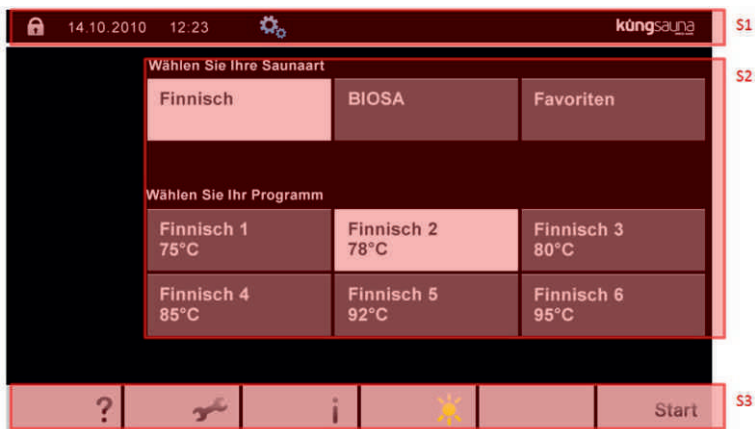 14.10.2010 12:23 kúngsauna S1
S2
Wählen Sie Ihre Saunaart
Finnisch BIOSA Favoriten
Wählen Sie Ihr Programm
Finnisch 1 Finnisch 2 Finnisch 3
75°C 78°C 80°C
Finnisch 4 Finnisch 5 Finnisch 6
85°C 92°C 95°C
? i Start S3